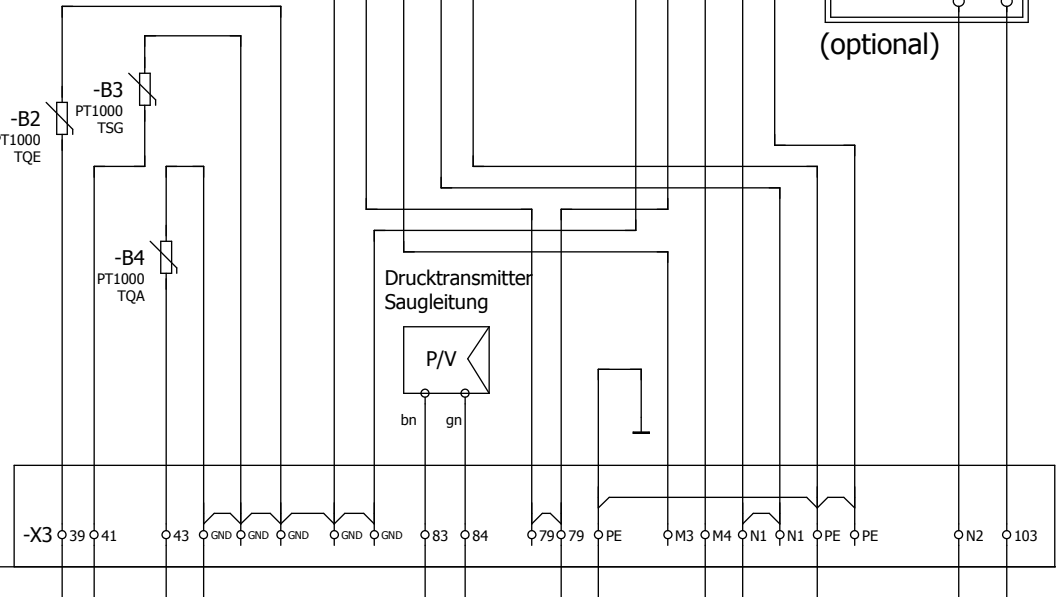 (optional)
-B3
PT1000
TSG
-B2
PT1000
TQE
-B4
PT1000
TQA
Drucktransmitter
Saugleitung
P/V
bn gn
-X3 39 41 43 GND GND GND GND GND 83 84 79 79 PE M3 M4 N1 N1 PE PE N2 103